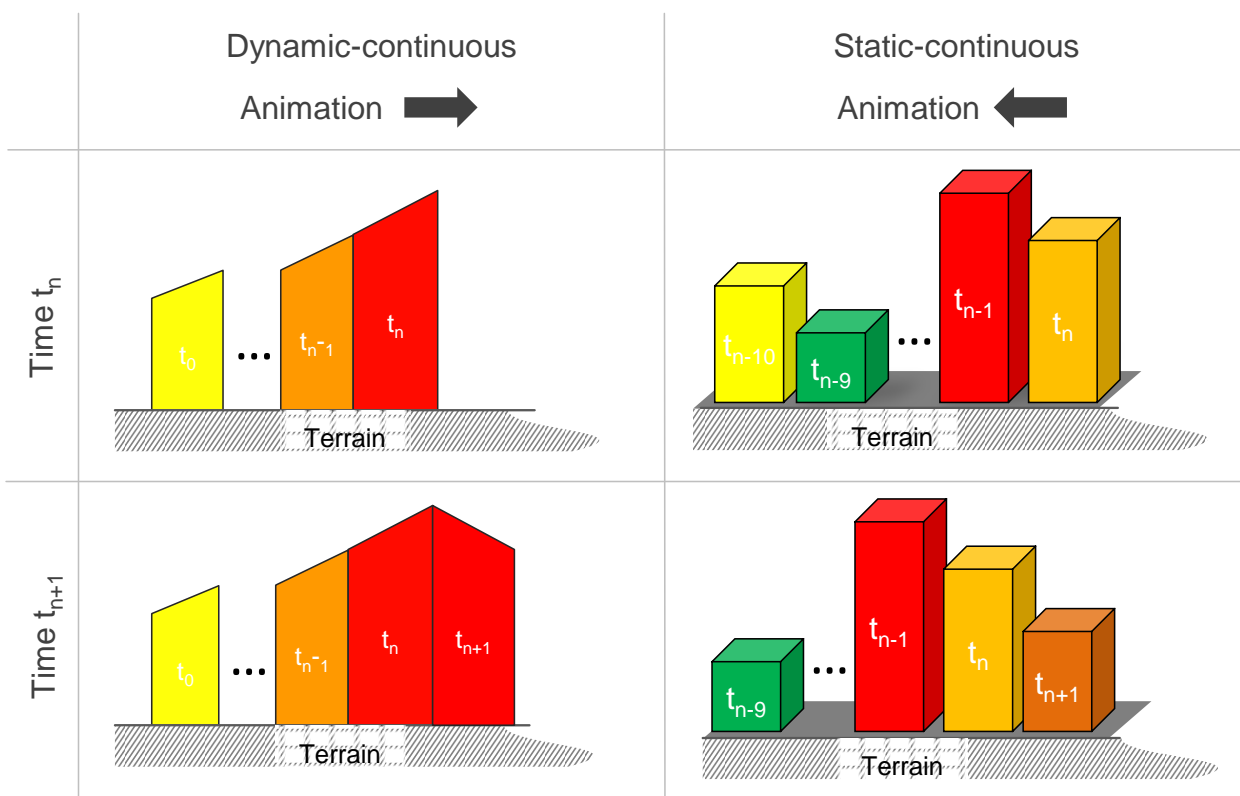 Dynamic-continuous
Animation
Static-continuous
Animation
Time tn
t0
...
tn-1
tn
Terrain
tn-10
tn-9
...
tn-1
tn
Terrain
Time tn+1
t0
...
tn-1
tn
tn+1
Terrain
tn-9
...
tn-1
tn
tn+1
Terrain